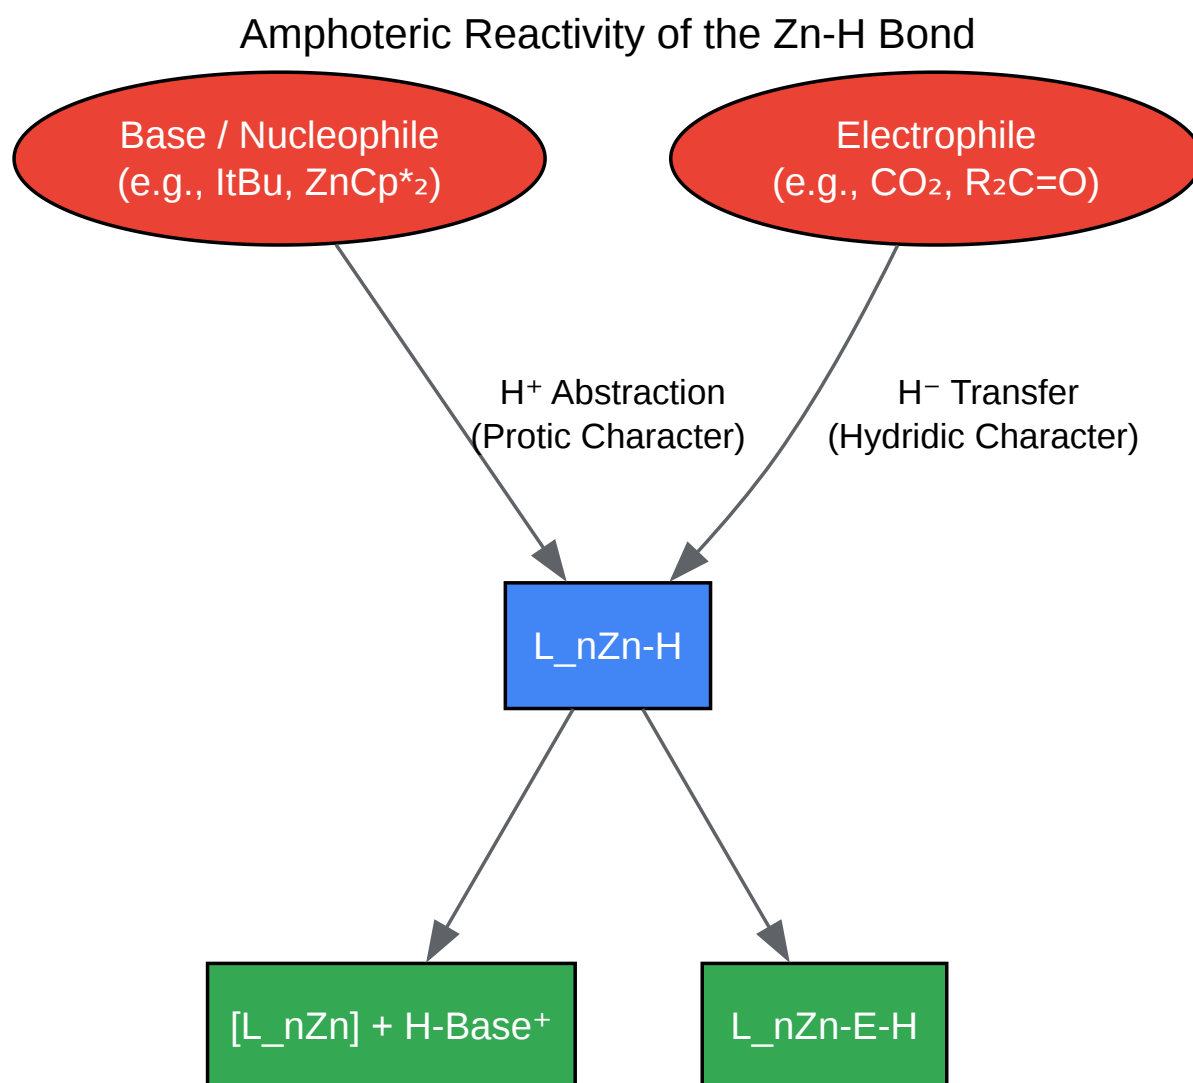 Amphoteric Reactivity of the Zn-H Bond
Base / Nucleophile
(e.g., ItBu, ZnCp*₂)
Electrophile
(e.g., CO₂, R₂C=O)
H⁺ Abstraction
(Protic Character)
H⁻ Transfer
(Hydridic Character)
L_nZn-H
[L_nZn] + H-Base⁺
L_nZn-E-H